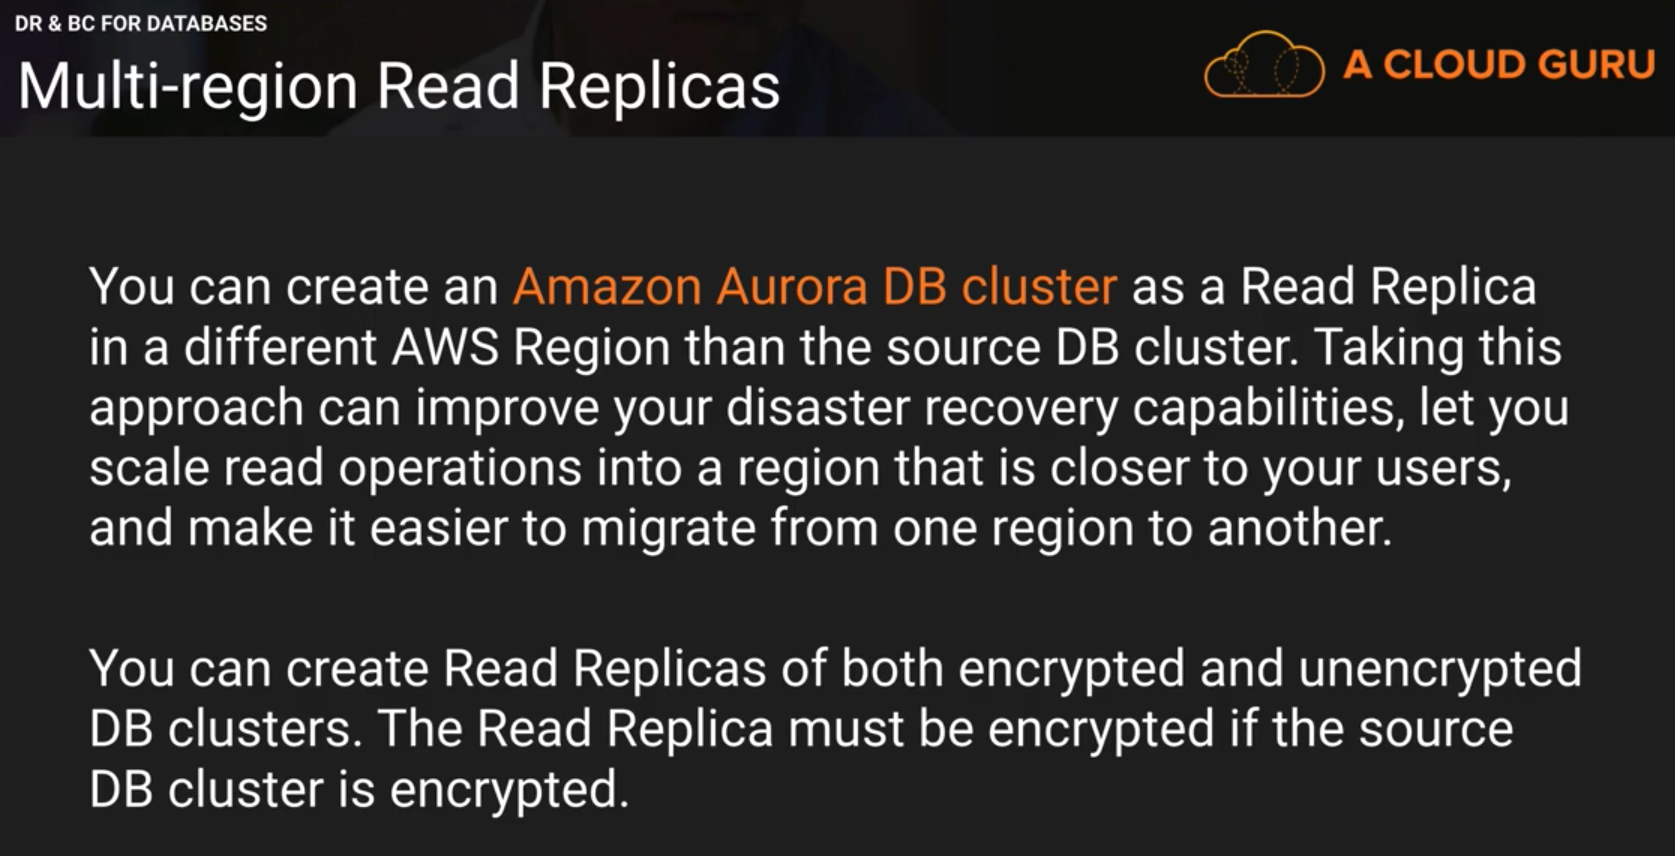 DR & BC FOR DATABASES
Multi-region Read Replicas
A CLOUD GURU
You can create an Amazon Aurora DB cluster as a Read Replica
in a different AWS Region than the source DB cluster. Taking this
approach can improve your disaster recovery capabilities, let you
scale read operations into a region that is closer to your users,
and make it easier to migrate from one region to another.
You can create Read Replicas of both encrypted and unencrypted
DB clusters. The Read Replica must be encrypted if the source
DB cluster is encrypted.